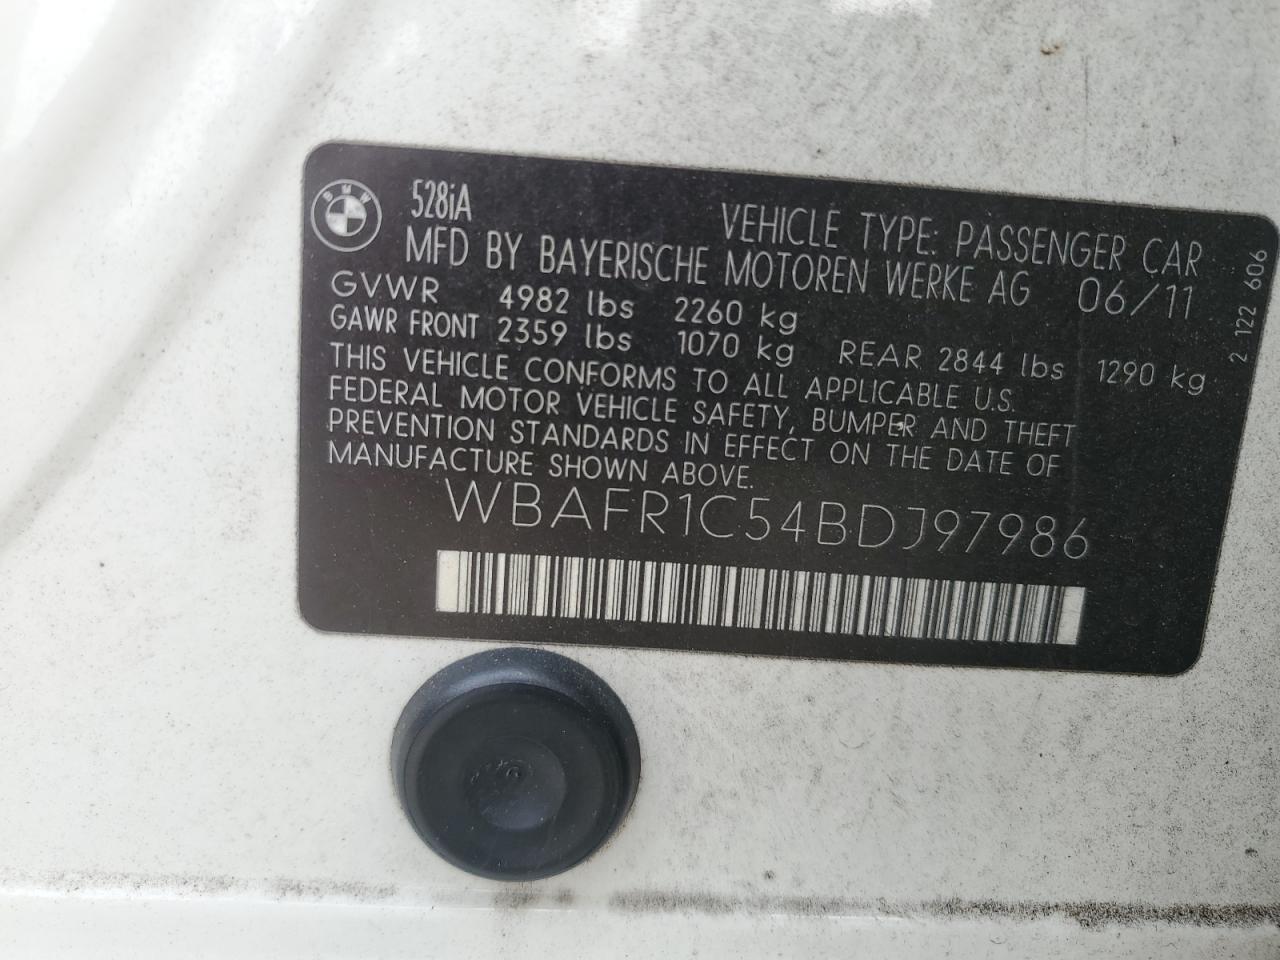 BMW
528iA
VEHICLE TYPE: PASSENGER CAR
MFD BY BAYERISCHE MOTOREN WERKE AG 06/11
GVWR 4982 lbs 2260 kg
GAWR FRONT 2359 lbs 1070 kg REAR 2844 lbs 1290 kg
THIS VEHICLE CONFORMS TO ALL APPLICABLE U.S.
FEDERAL MOTOR VEHICLE SAFETY, BUMPER AND THEFT
PREVENTION STANDARDS IN EFFECT ON THE DATE OF
MANUFACTURE SHOWN ABOVE.
WBAFR1C54BDJ97986
2 122 606